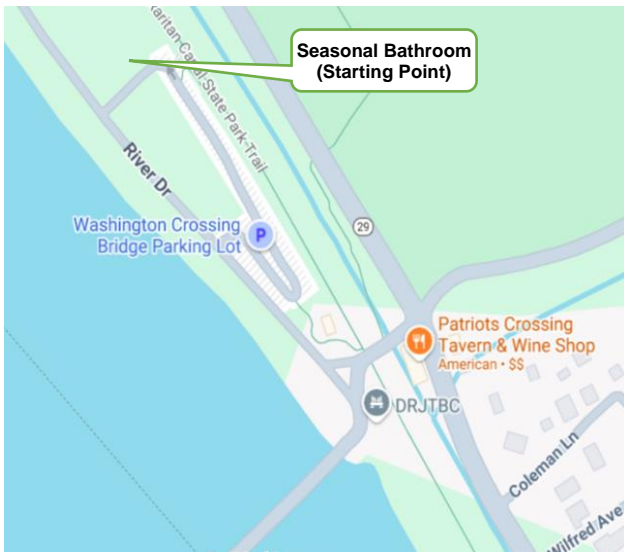 Seasonal Bathroom
(Starting Point)
Raritan Canal State Park Trail
River Dr
Washington Crossing
Bridge Parking Lot
P
29
Patriots Crossing
Tavern & Wine Shop
American • $$
DRJTBC
Coleman Ln
Wilfred Ave